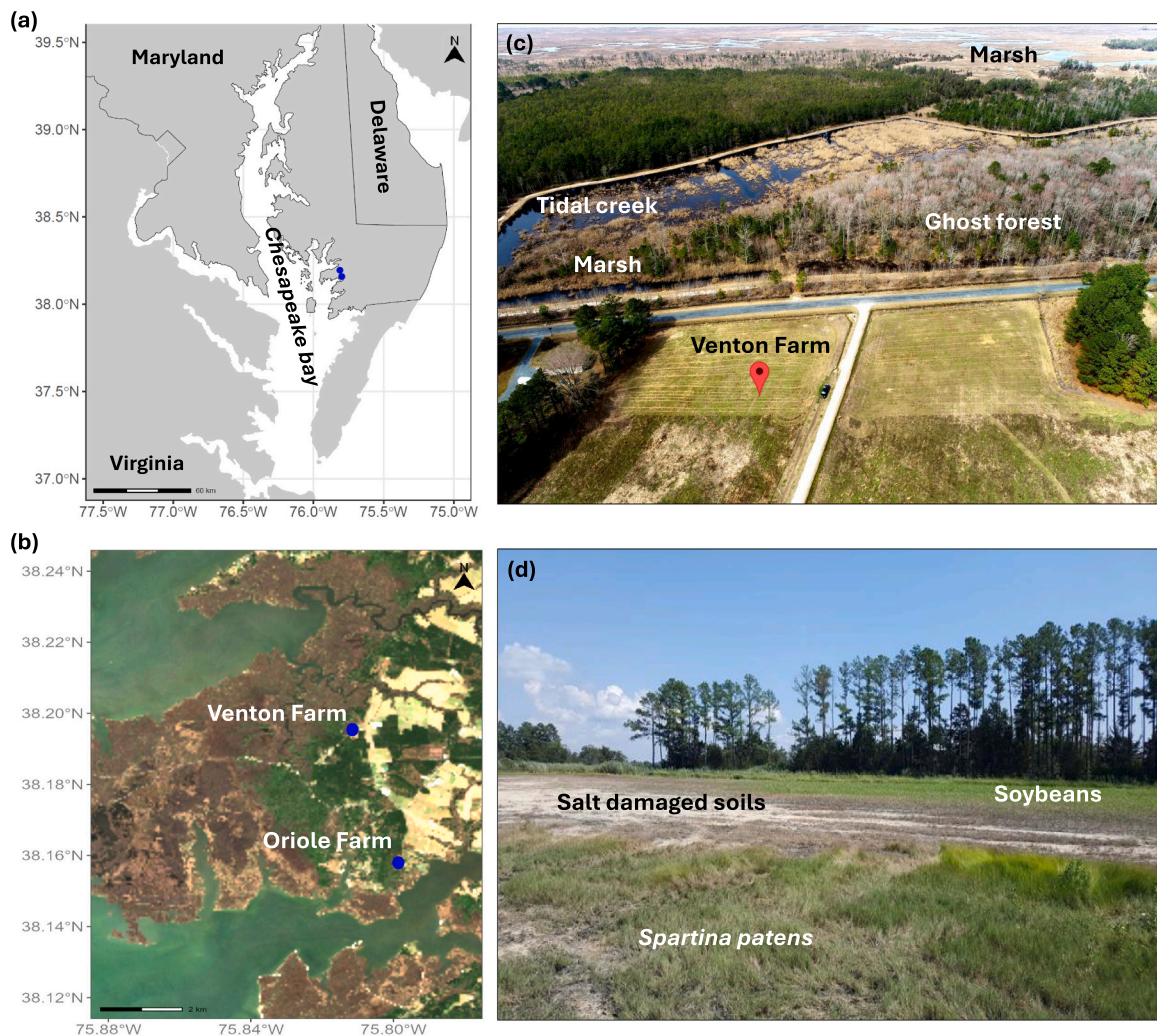 (a)
Maryland
N
Delaware
Chesapeake bay
Virginia
60 km
39.5°N
39.0°N
38.5°N
38.0°N
37.5°N
37.0°N
77.5°W
77.0°W
76.5°W
76.0°W
75.5°W
75.0°W
(c)
Marsh
Tidal creek
Ghost forest
Marsh
Venton Farm
(b)
N
38.24°N
38.22°N
38.20°N
38.18°N
38.16°N
38.14°N
38.12°N
Venton Farm
Oriole Farm
2 km
75.88°W
75.84°W
75.80°W
(d)
Salt damaged soils
Soybeans
Spartina patens